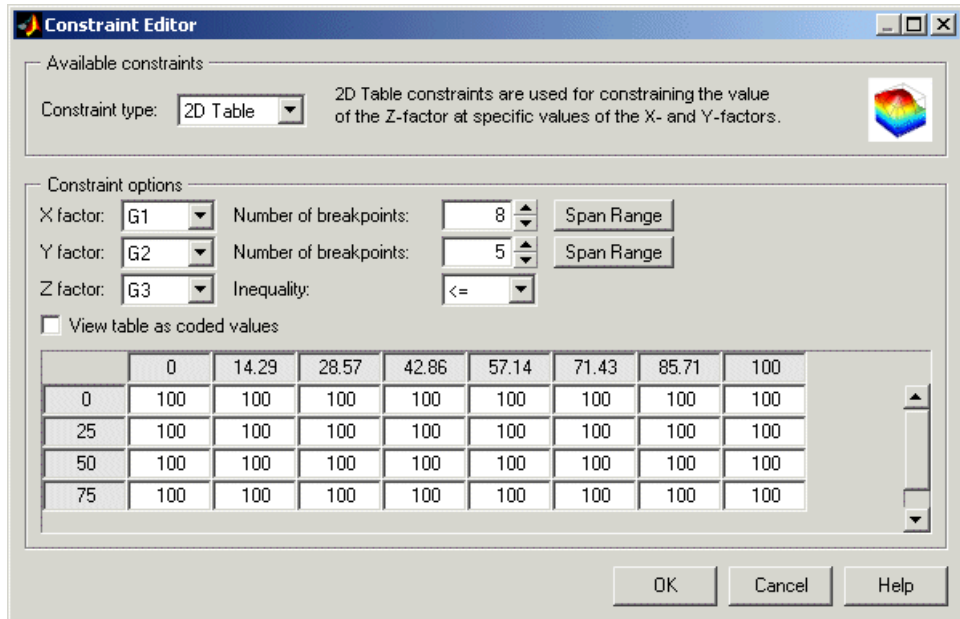 Constraint Editor
Available constraints
Constraint type: 2D Table
2D Table constraints are used for constraining the value
of the Z-factor at specific values of the X- and Y-factors.
Constraint options
X factor: G1 Number of breakpoints: 8 Span Range
Y factor: G2 Number of breakpoints: 5 Span Range
Z factor: G3 Inequality: <=
View table as coded values
0 14.29 28.57 42.86 57.14 71.43 85.71 100
0 100 100 100 100 100 100 100 100
25 100 100 100 100 100 100 100 100
50 100 100 100 100 100 100 100 100
75 100 100 100 100 100 100 100 100
OK Cancel Help